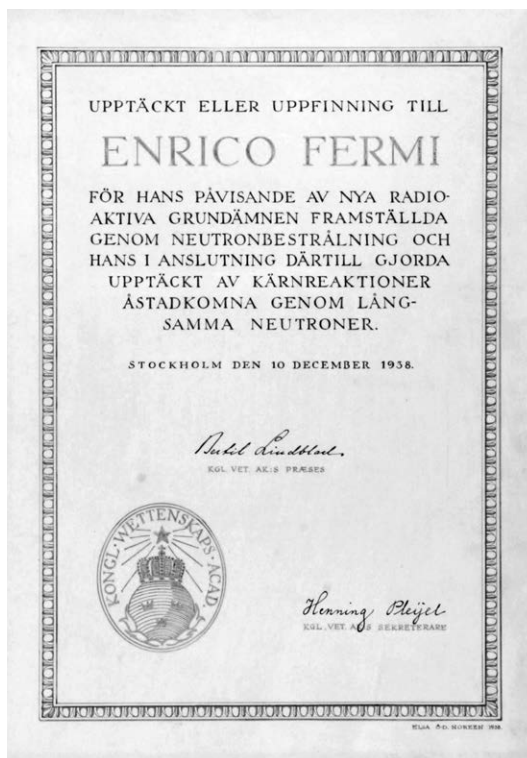 UPPTÄCKT ELLER UPPFINNING TILL
ENRICO FERMI
FÖR HANS PÅVISANDE AV NYA RADIO-
AKTIVA GRUNDÄMNEN FRAMSTÄLLDA
GENOM NEUTRONBESTRÅLNING OCH
HANS I ANSLUTNING DÄRTILL GJORDA
UPPTÄCKT AV KÄRNREAKTIONER
ÅSTADKOMNA GENOM LÅNG-
SAMMA NEUTRONER.
STOCKHOLM DEN 10 DECEMBER 1938.
Bertil Lindblad.
KGL. VET. AK:S PRÆSES
KONGL. WETTENSKAPS. ACAD.
Henning Pleijel
KGL. VET. AK:S SEKRETERARE
1938